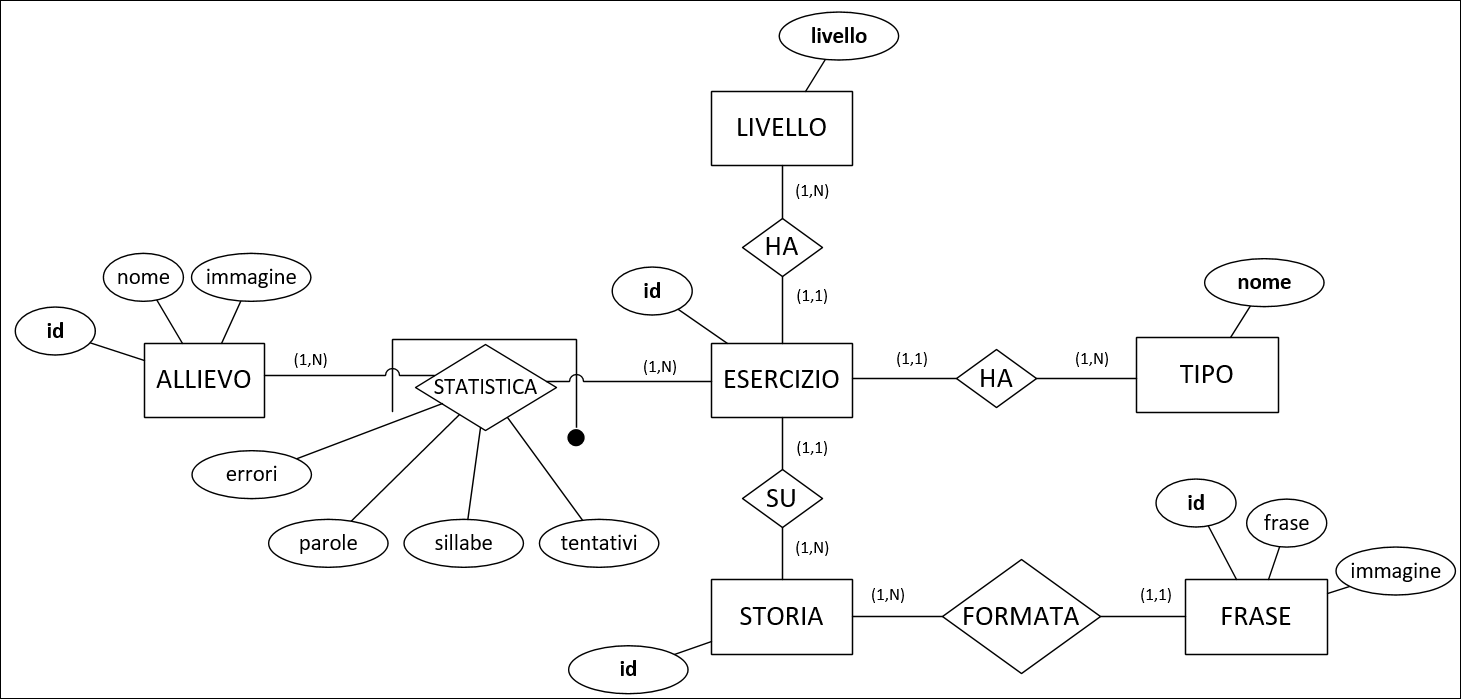 livello
LIVELLO
(1,N)
HA
(1,1)
nome
immagine
id
id
nome
ALLIEVO
(1,N)
STATISTICA
(1,N)
ESERCIZIO
(1,1)
HA
(1,N)
TIPO
errori
parole
sillabe
tentativi
(1,1)
SU
(1,N)
id
frase
immagine
STORIA
(1,N)
FORMATA
(1,1)
FRASE
id